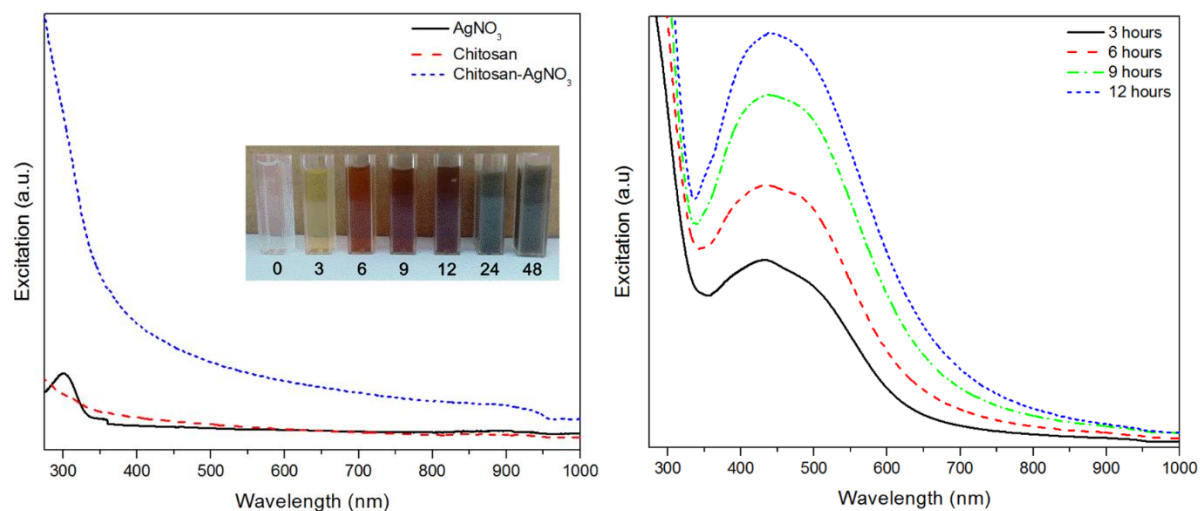 AgNO₃
Chitosan
Chitosan-AgNO₃
Excitation (a.u.)
0 3 6 9 12 24 48
300 400 500 600 700 800 900 1000
Wavelength (nm)
3 hours
6 hours
9 hours
12 hours
Excitation (a.u)
300 400 500 600 700 800 900 1000
Wavelength (nm)